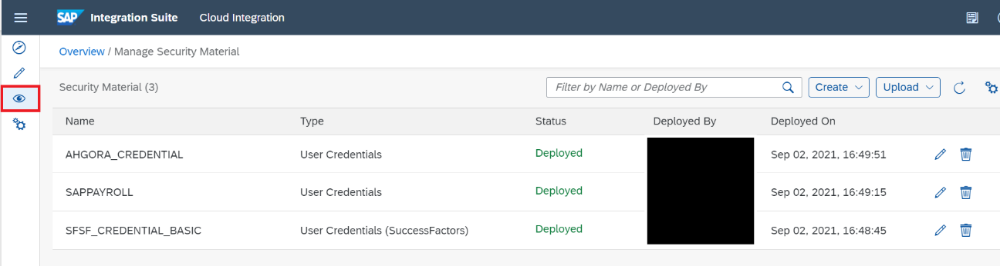 SAP Integration Suite Cloud Integration
Overview / Manage Security Material
Security Material (3) Filter by Name or Deployed By Create Upload
Name Type Status Deployed By Deployed On
AHGORA_CREDENTIAL User Credentials Deployed Sep 02, 2021, 16:49:51
SAPPAYROLL User Credentials Deployed Sep 02, 2021, 16:49:15
SFSF_CREDENTIAL_BASIC User Credentials (SuccessFactors) Deployed Sep 02, 2021, 16:48:45